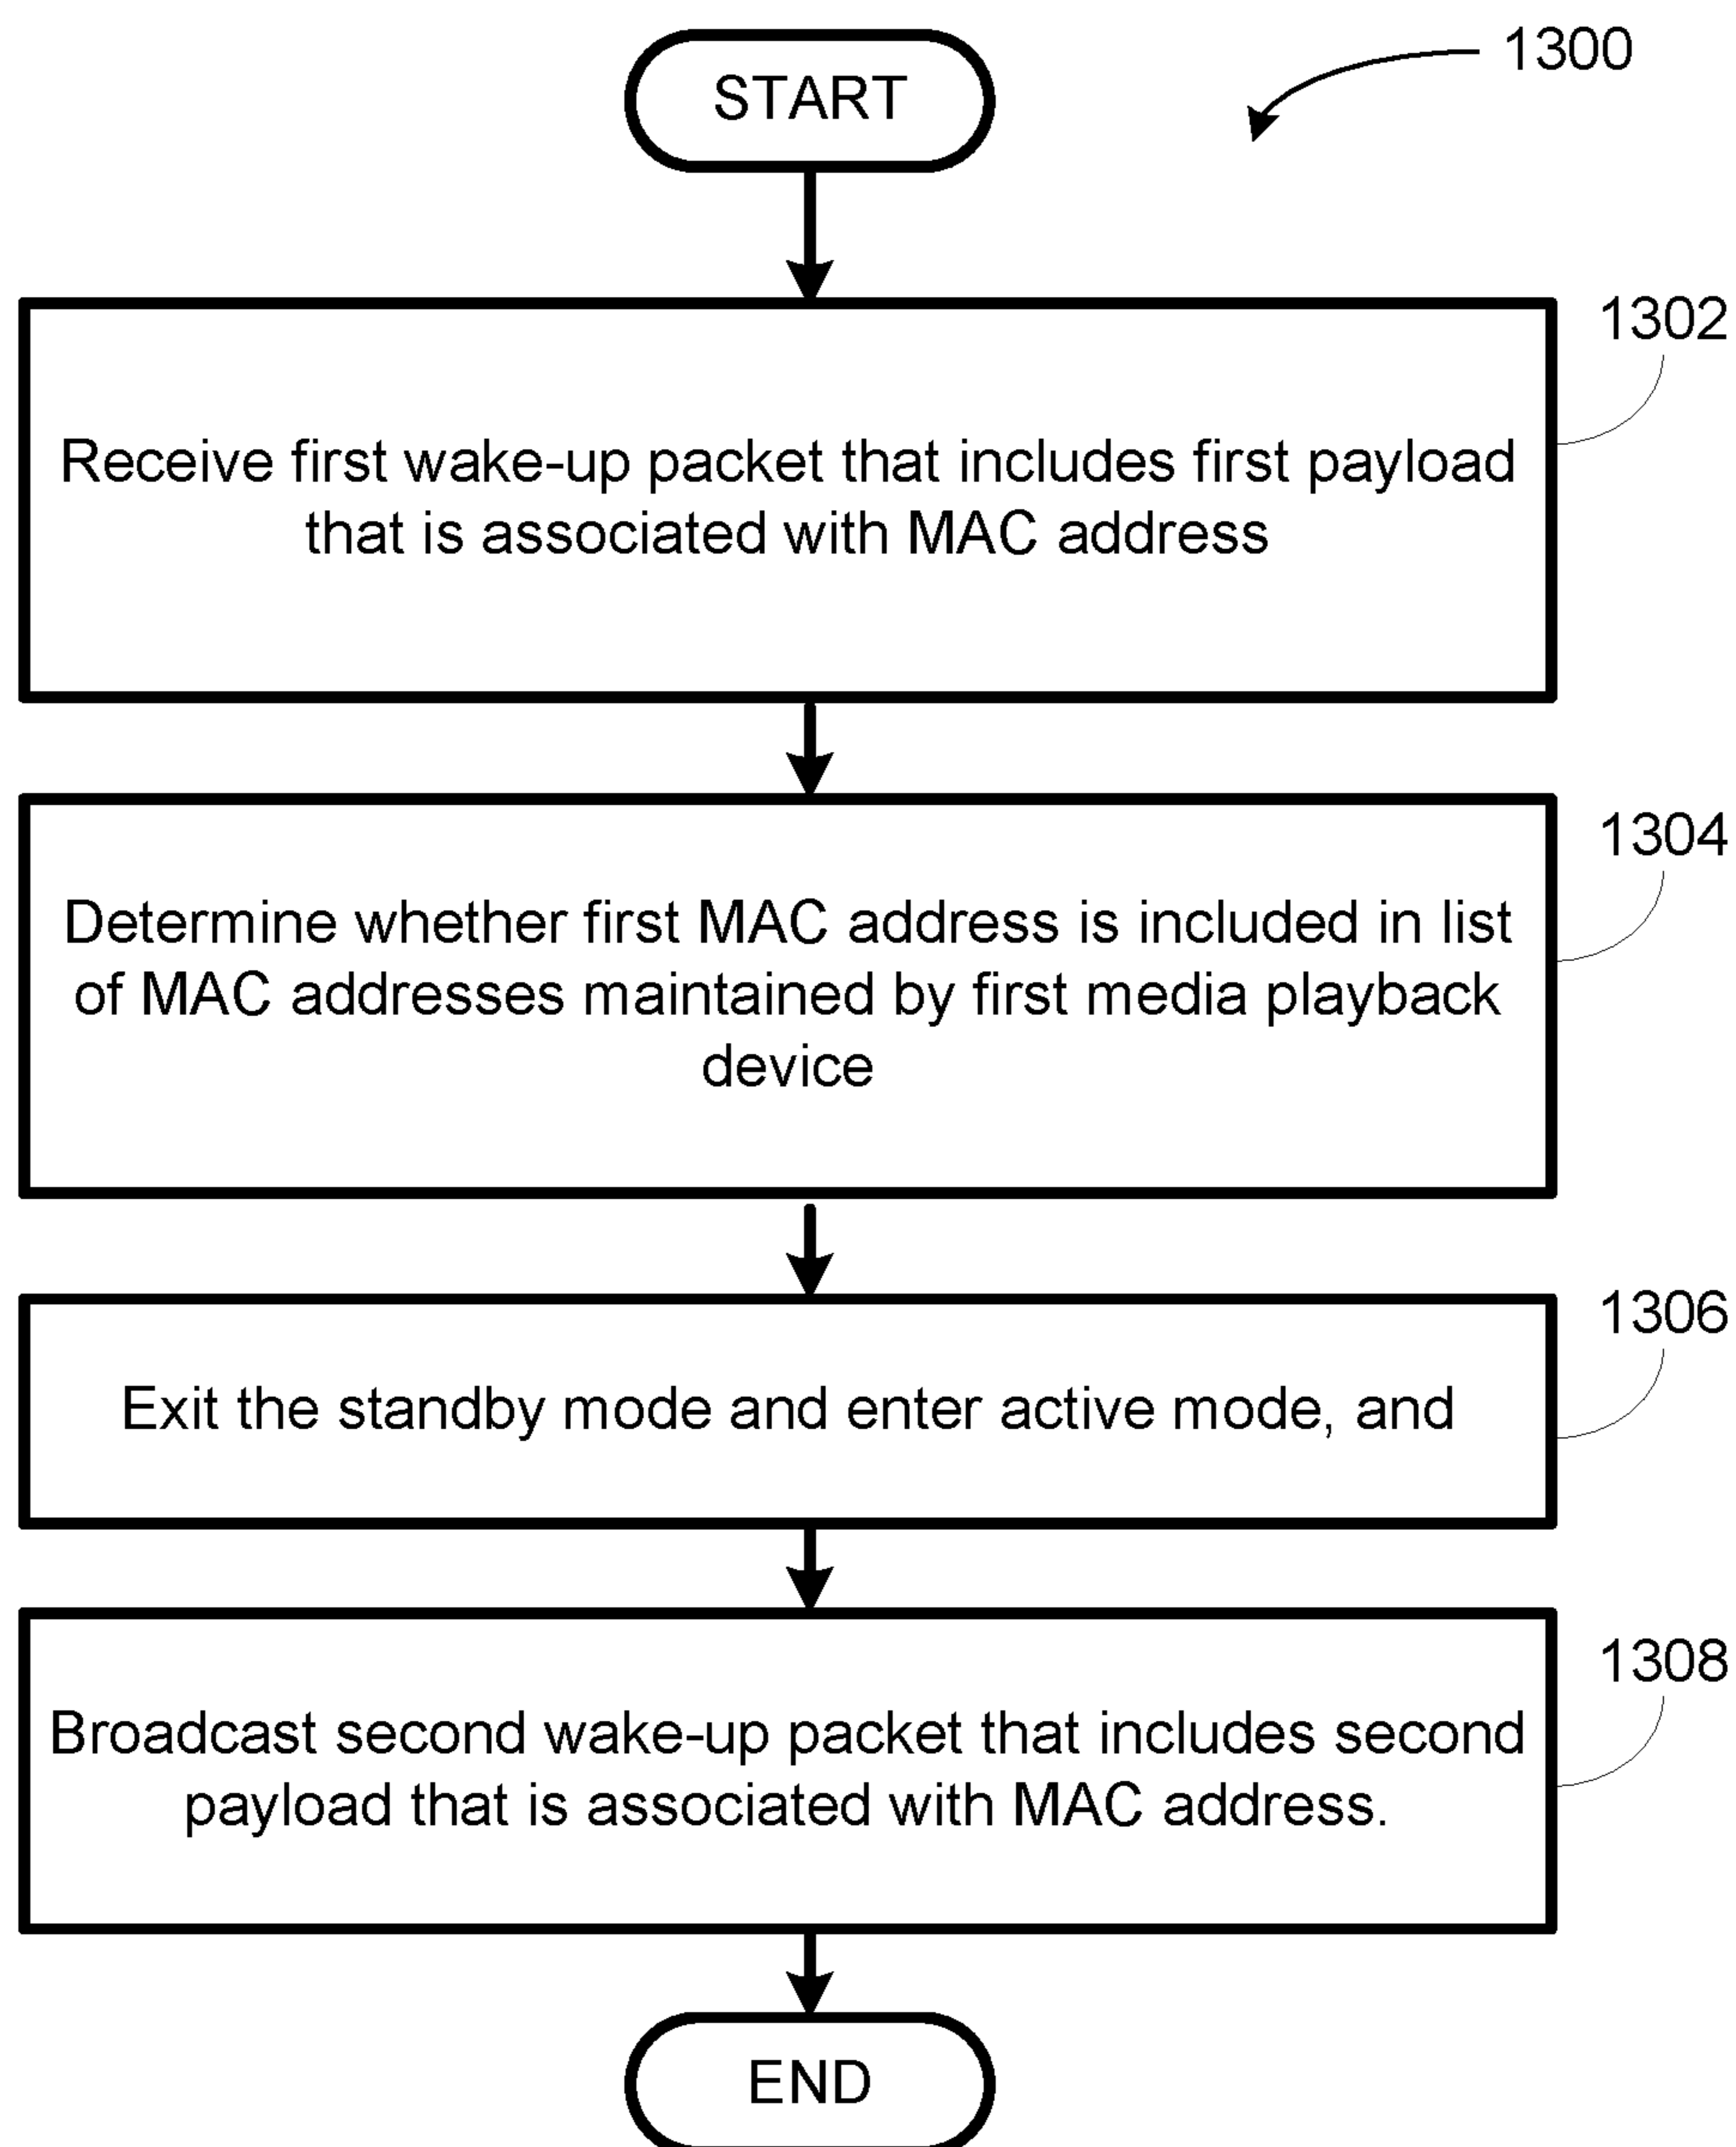 START
1300
1302
Receive first wake-up packet that includes first payload
that is associated with MAC address
1304
Determine whether first MAC address is included in list
of MAC addresses maintained by first media playback
device
1306
Exit the standby mode and enter active mode, and
1308
Broadcast second wake-up packet that includes second
payload that is associated with MAC address.
END